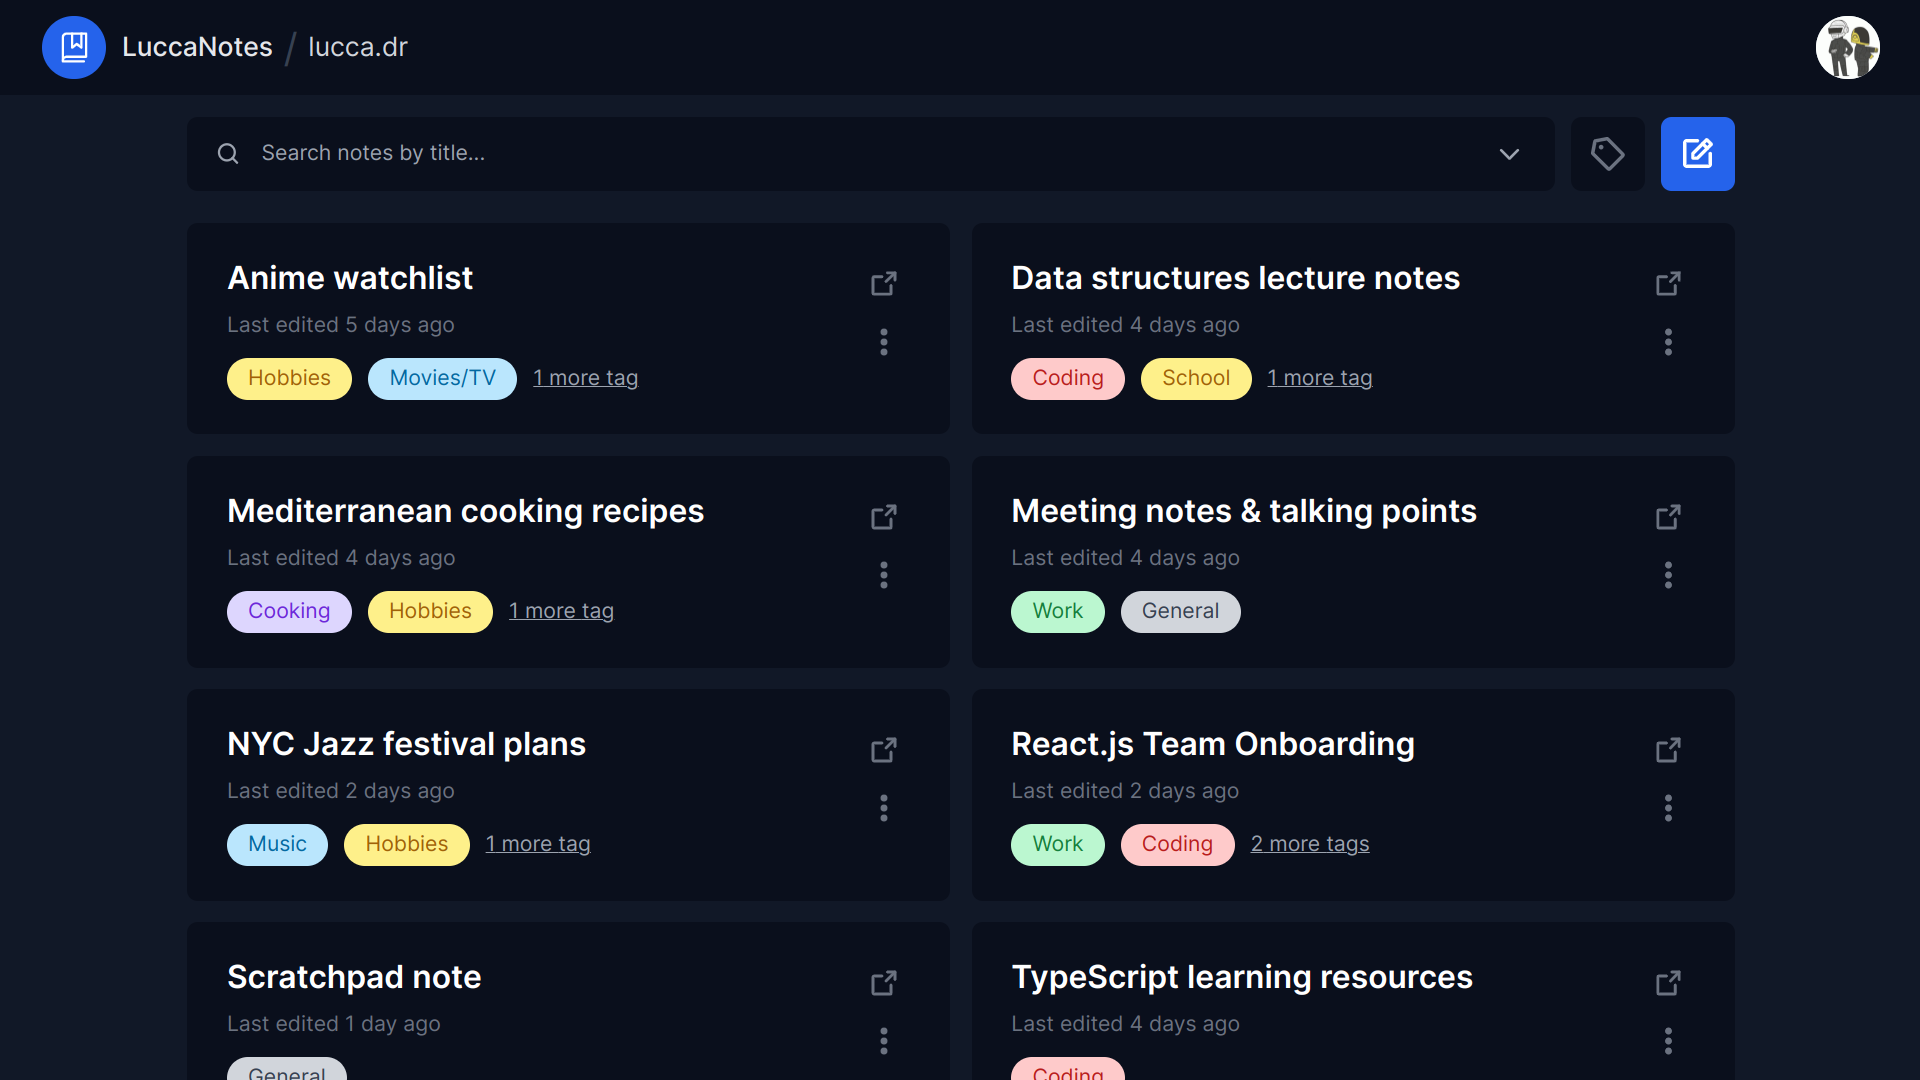 LuccaNotes / lucca.dr
Search notes by title...
Anime watchlist
Last edited 5 days ago
Hobbies Movies/TV 1 more tag
Data structures lecture notes
Last edited 4 days ago
Coding School 1 more tag
Mediterranean cooking recipes
Last edited 4 days ago
Cooking Hobbies 1 more tag
Meeting notes & talking points
Last edited 4 days ago
Work General
NYC Jazz festival plans
Last edited 2 days ago
Music Hobbies 1 more tag
React.js Team Onboarding
Last edited 2 days ago
Work Coding 2 more tags
Scratchpad note
Last edited 1 day ago
General
TypeScript learning resources
Last edited 4 days ago
Coding